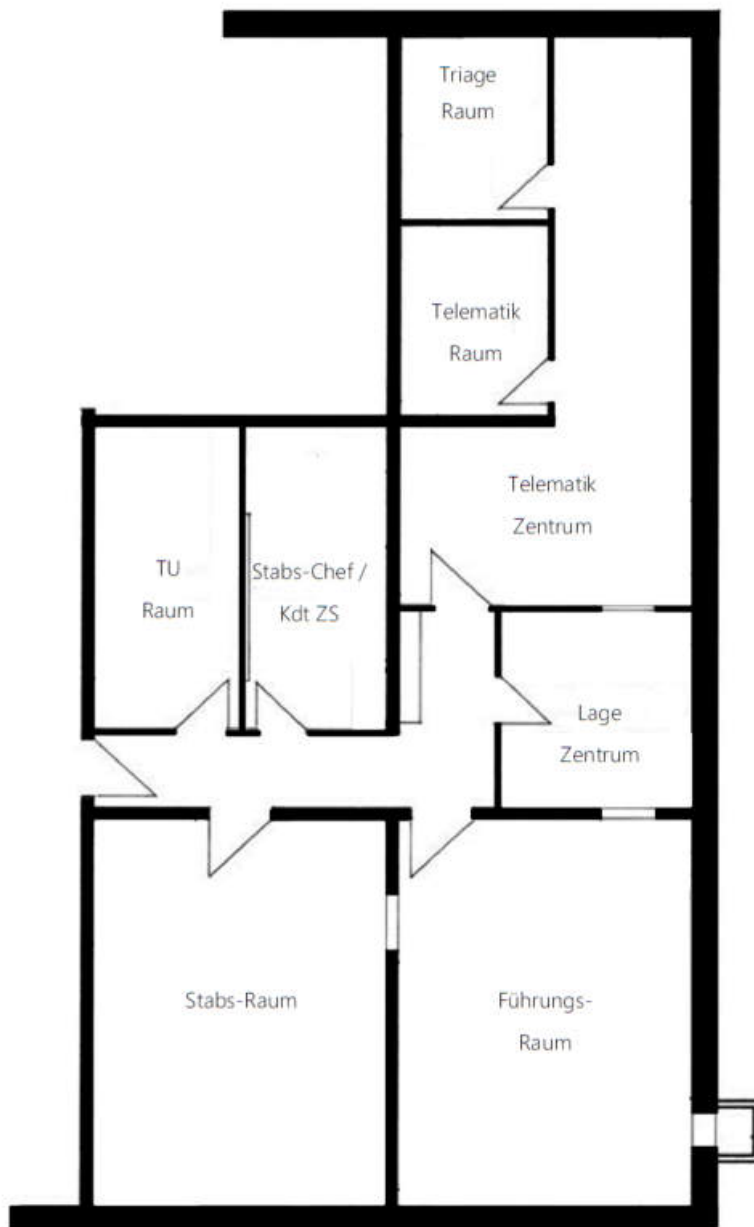 Triage
Raum
Telematik
Raum
Telematik
Zentrum
TU
Raum
Stabs-Chef /
Kdt ZS
Lage
Zentrum
Stabs-Raum
Führungs-
Raum